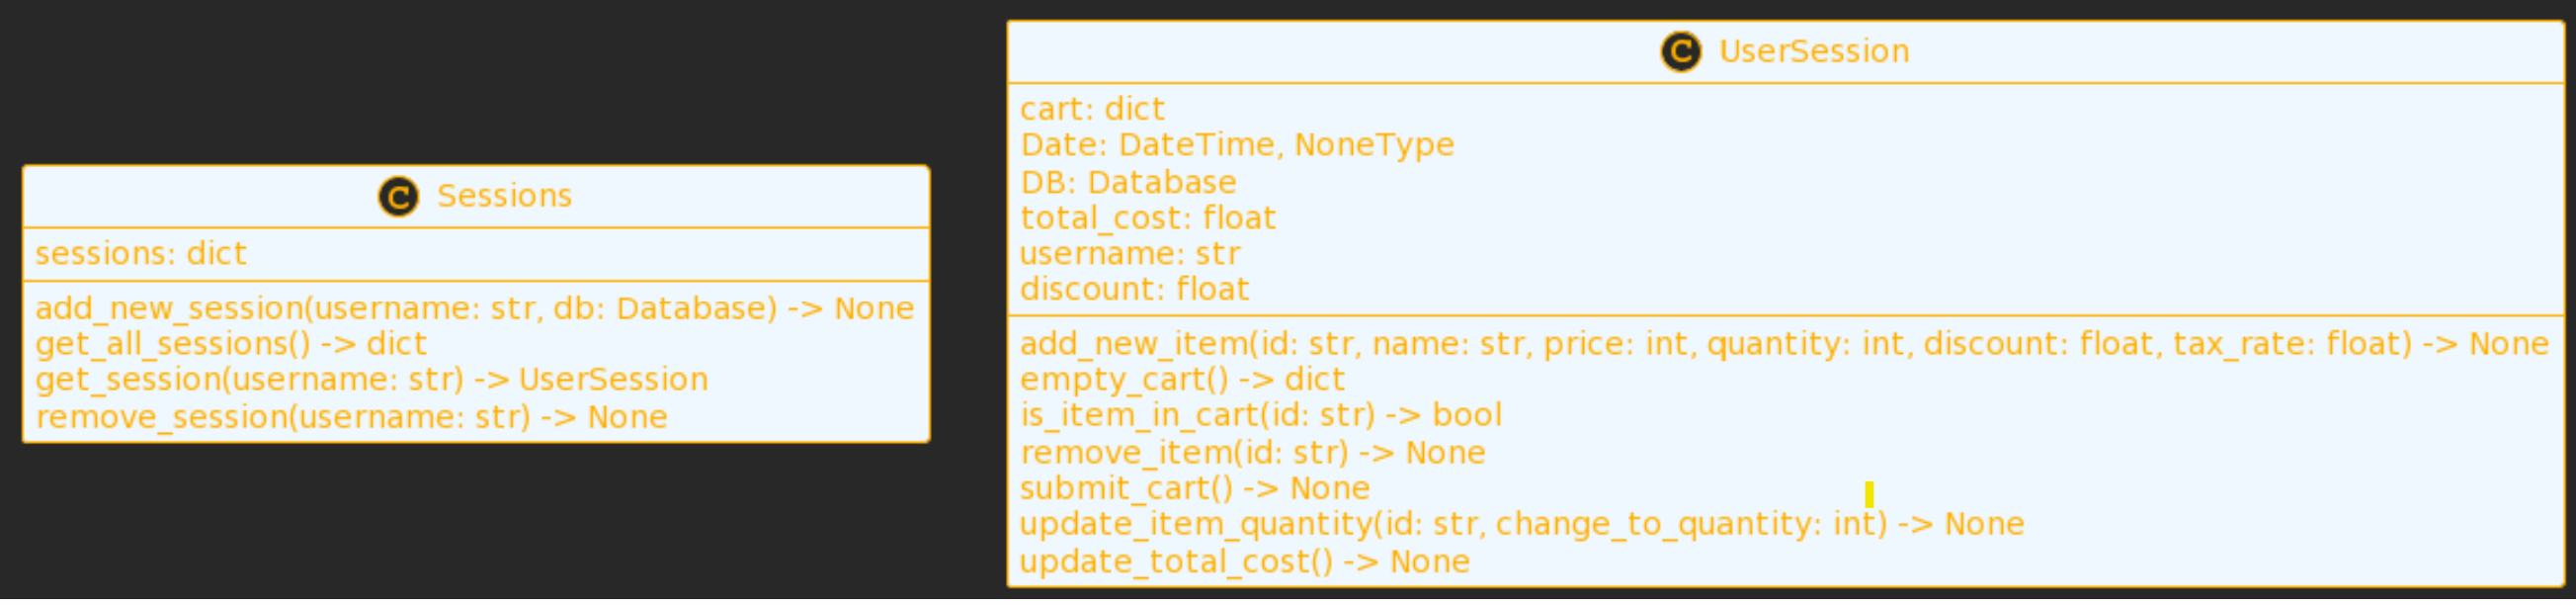 C Sessions
sessions: dict
add_new_session(username: str, db: Database) -> None
get_all_sessions() -> dict
get_session(username: str) -> UserSession
remove_session(username: str) -> None
C UserSession
cart: dict
Date: DateTime, NoneType
DB: Database
total_cost: float
username: str
discount: float
add_new_item(id: str, name: str, price: int, quantity: int, discount: float, tax_rate: float) -> None
empty_cart() -> dict
is_item_in_cart(id: str) -> bool
remove_item(id: str) -> None
submit_cart() -> None
update_item_quantity(id: str, change_to_quantity: int) -> None
update_total_cost() -> None